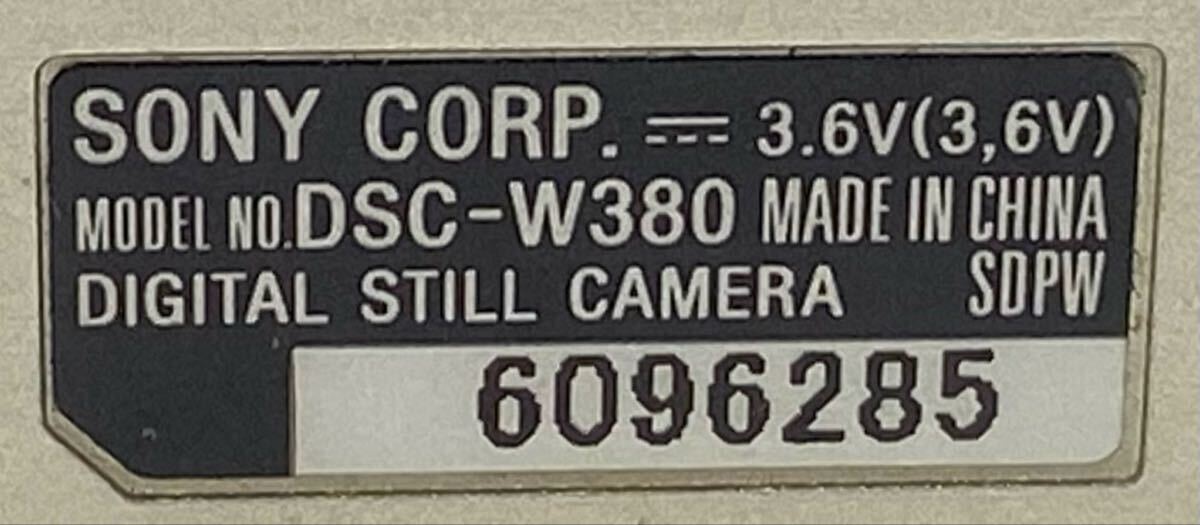 SONY CORP. ⎓ 3.6V(3,6V)
MODEL NO.DSC-W380 MADE IN CHINA
DIGITAL STILL CAMERA SDPW
6096285